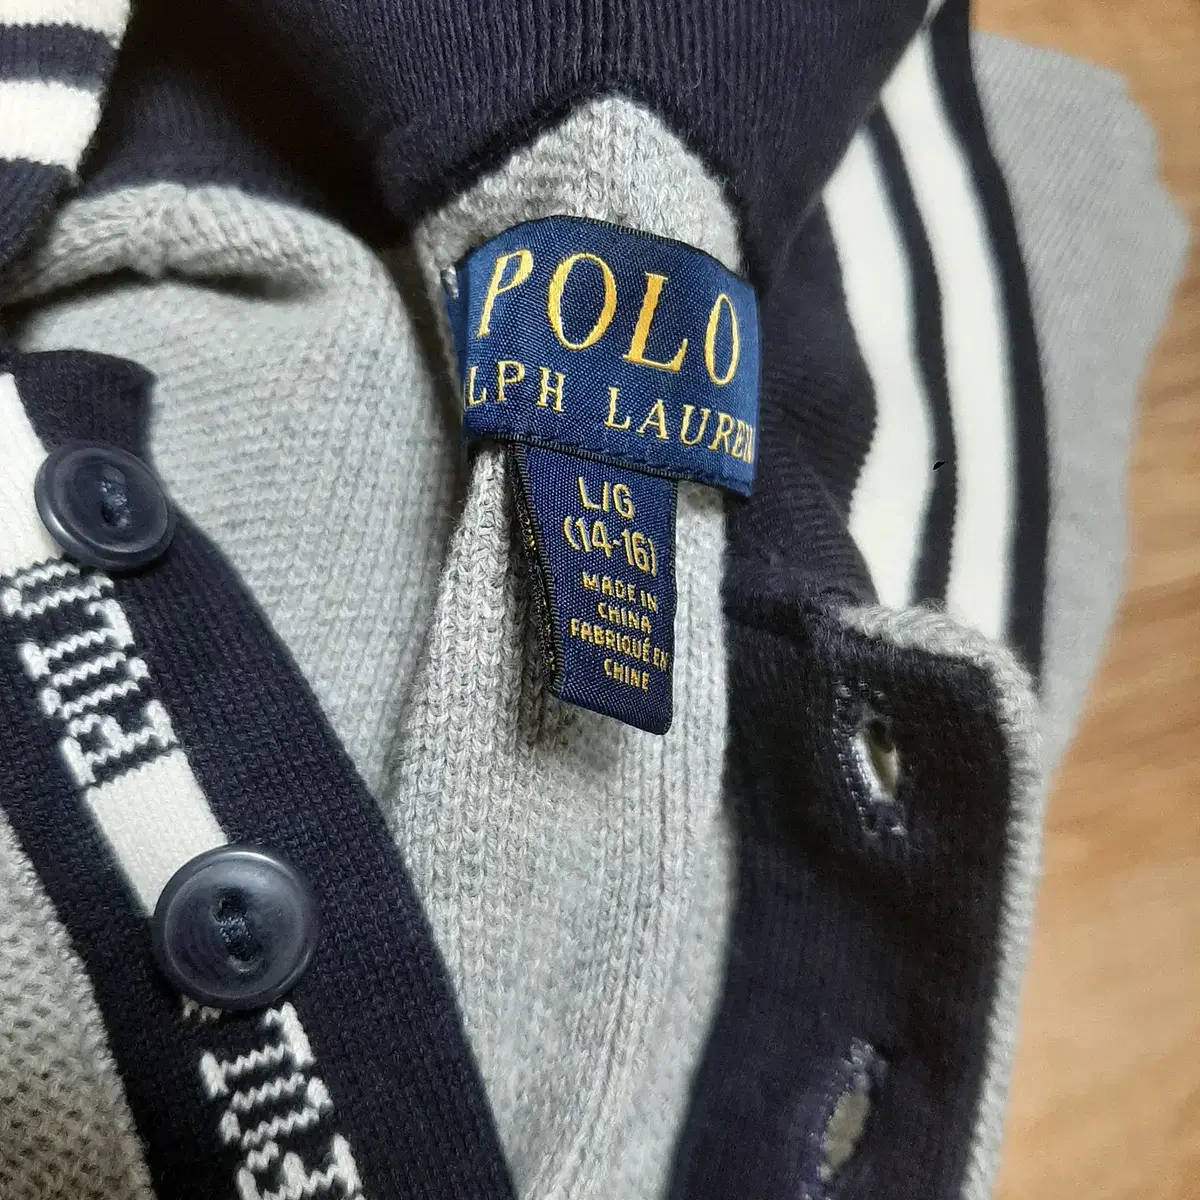 POLO
LPH LAUREN
L/G
(14-16)
MADE IN
CHINA
FABRIQUÉ EN
CHINE